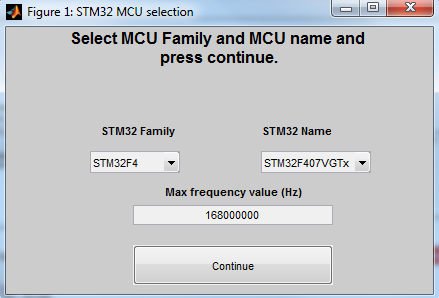 Figure 1: STM32 MCU selection
Select MCU Family and MCU name and
press continue.
STM32 Family
STM32 Name
STM32F4
STM32F407VGTx
Max frequency value (Hz)
168000000
Continue